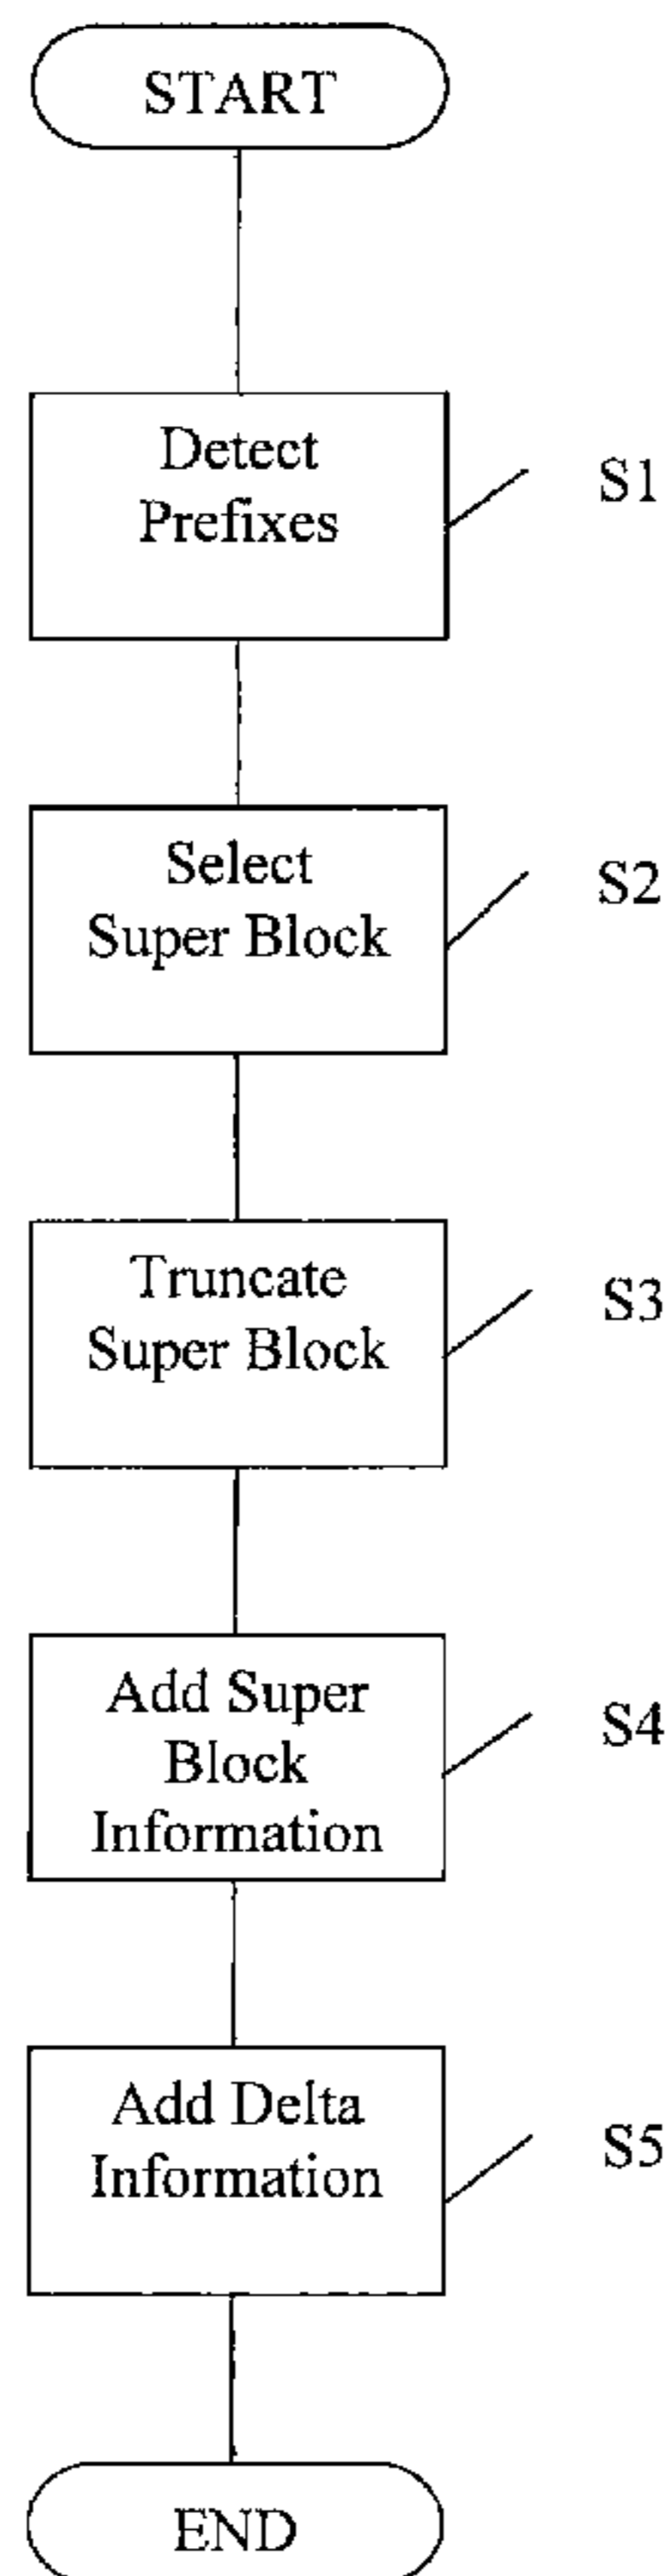 START
Detect
Prefixes
S1
Select
Super Block
S2
Truncate
Super Block
S3
Add Super
Block
Information
S4
Add Delta
Information
S5
END